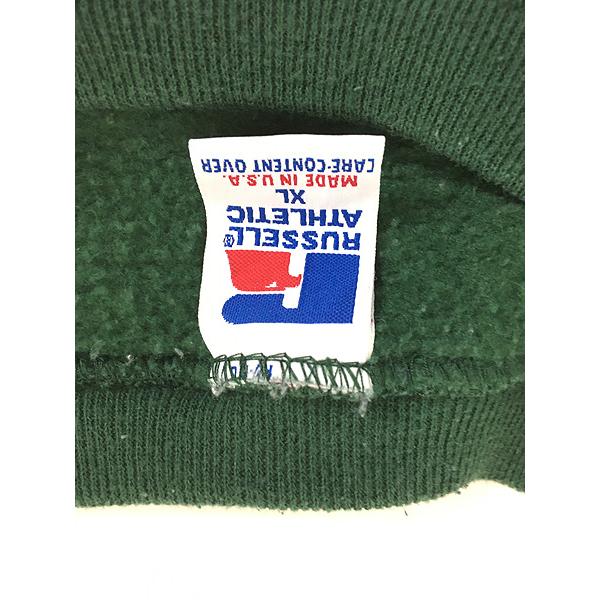 RUSSELL®
ATHLETIC
XL
MADE IN U.S.A.
CARE-CONTENT OVER